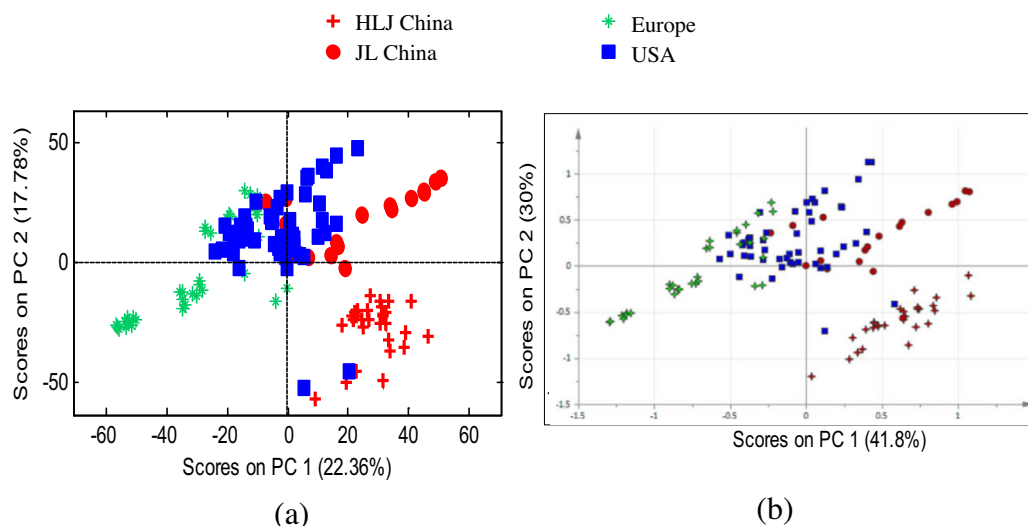 HLJ China
JL China
Europe
USA
Scores on PC 2 (17.78%)
50
0
-50
-60
-40
-20
0
20
40
60
Scores on PC 1 (22.36%)
(a)
Scores on PC 2 (30%)
1
0.5
0
-0.5
-1
-1.5
-1.5
-1
-0.5
0
0.5
1
Scores on PC 1 (41.8%)
(b)